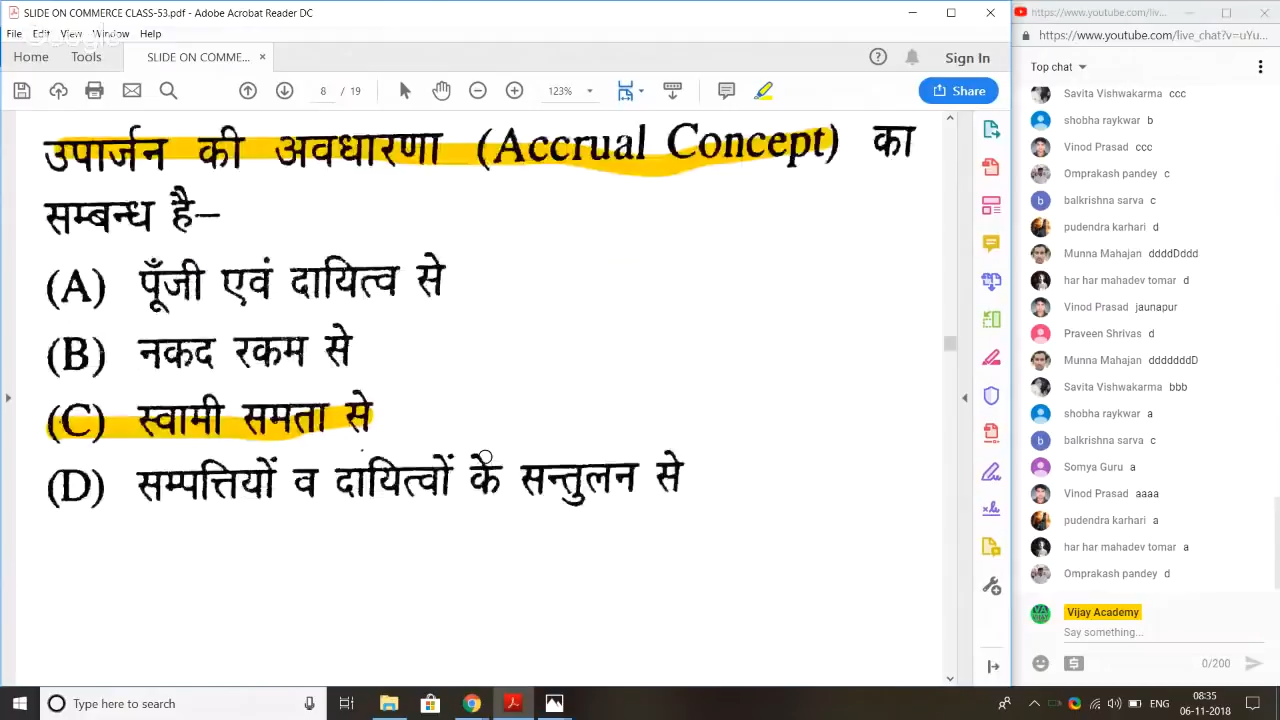 SLIDE ON COMMERCE CLASS-53.pdf - Adobe Acrobat Reader DC
File Edit View Window Help
Home Tools SLIDE ON COMME... × Sign In
8 / 19 123% Share
उपार्जन की अवधारणा (Accrual Concept) का
सम्बन्ध है–
(A) पूँजी एवं दायित्व से
(B) नकद रकम से
(C) स्वामी समता से
(D) सम्पत्तियों व दायित्वों के सन्तुलन से
https://www.youtube.com/liv...
https://www.youtube.com/live_chat?v=uYu...
Top chat
Savita Vishwakarma ccc
shobha raykwar b
Vinod Prasad ccc
Omprakash pandey c
balkrishna sarva c
pudendra karhari d
Munna Mahajan ddddDddd
har har mahadev tomar d
Vinod Prasad jaunapur
Praveen Shrivas d
Munna Mahajan dddddddD
Savita Vishwakarma bbb
shobha raykwar a
balkrishna sarva c
Somya Guru a
Vinod Prasad aaaa
pudendra karhari a
har har mahadev tomar a
Omprakash pandey d
Vijay Academy
Say something...
0/200
Type here to search
ENG
08:35
06-11-2018